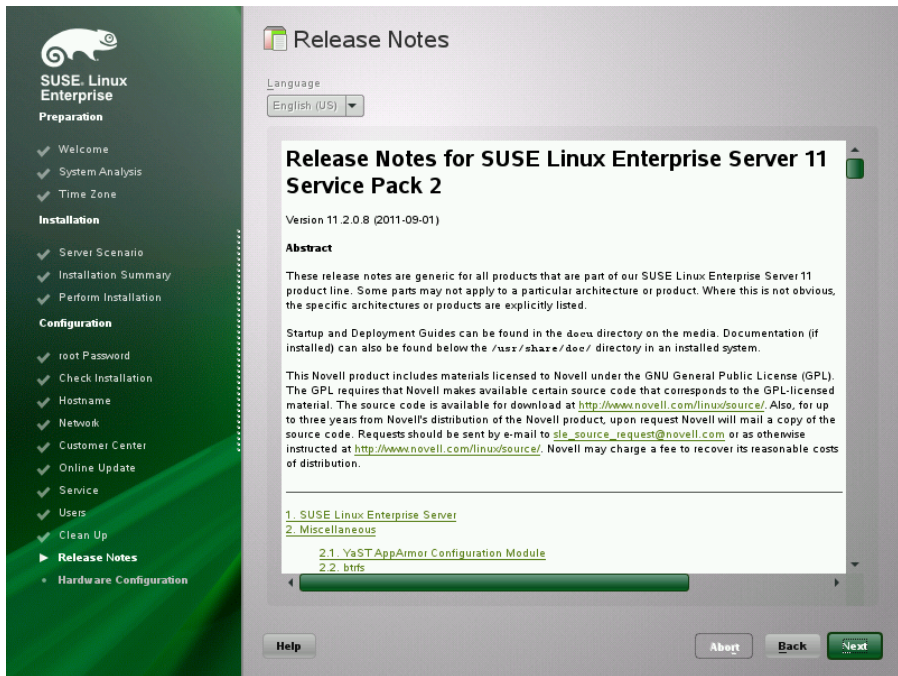 SUSE. Linux
Enterprise
Preparation
Welcome
System Analysis
Time Zone
Installation
Server Scenario
Installation Summary
Perform Installation
Configuration
root Password
Check Installation
Hostname
Network
Customer Center
Online Update
Service
Users
Clean Up
Release Notes
Hardware Configuration
Release Notes
Language
English (US)
Release Notes for SUSE Linux Enterprise Server 11
Service Pack 2
Version 11.2.0.8 (2011-09-01)
Abstract
These release notes are generic for all products that are part of our SUSE Linux Enterprise Server 11
product line. Some parts may not apply to a particular architecture or product. Where this is not obvious,
the specific architectures or products are explicitly listed.
Startup and Deployment Guides can be found in the docu directory on the media. Documentation (if
installed) can also be found below the /usr/share/doc/ directory in an installed system.
This Novell product includes materials licensed to Novell under the GNU General Public License (GPL).
The GPL requires that Novell makes available certain source code that corresponds to the GPL-licensed
material. The source code is available for download at http://www.novell.com/linux/source/. Also, for up
to three years from Novell's distribution of the Novell product, upon request Novell will mail a copy of the
source code. Requests should be sent by e-mail to sle_source_request@novell.com or as otherwise
instructed at http://www.novell.com/linux/source/. Novell may charge a fee to recover its reasonable costs
of distribution.
1. SUSE Linux Enterprise Server
2. Miscellaneous
2.1. YaST AppArmor Configuration Module
2.2. btrfs
Help
Abort
Back
Next